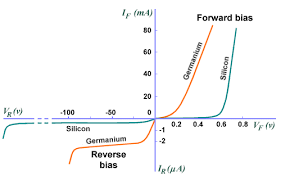 I_F (mA)
Forward bias
80
60
40
20
Germanium
Silicon
V_R (v)
-100
-50
0
0.2
0.4
0.6
0.8
V_F (v)
Silicon
Germanium
-1
-2
Reverse
bias
I_R (µA)